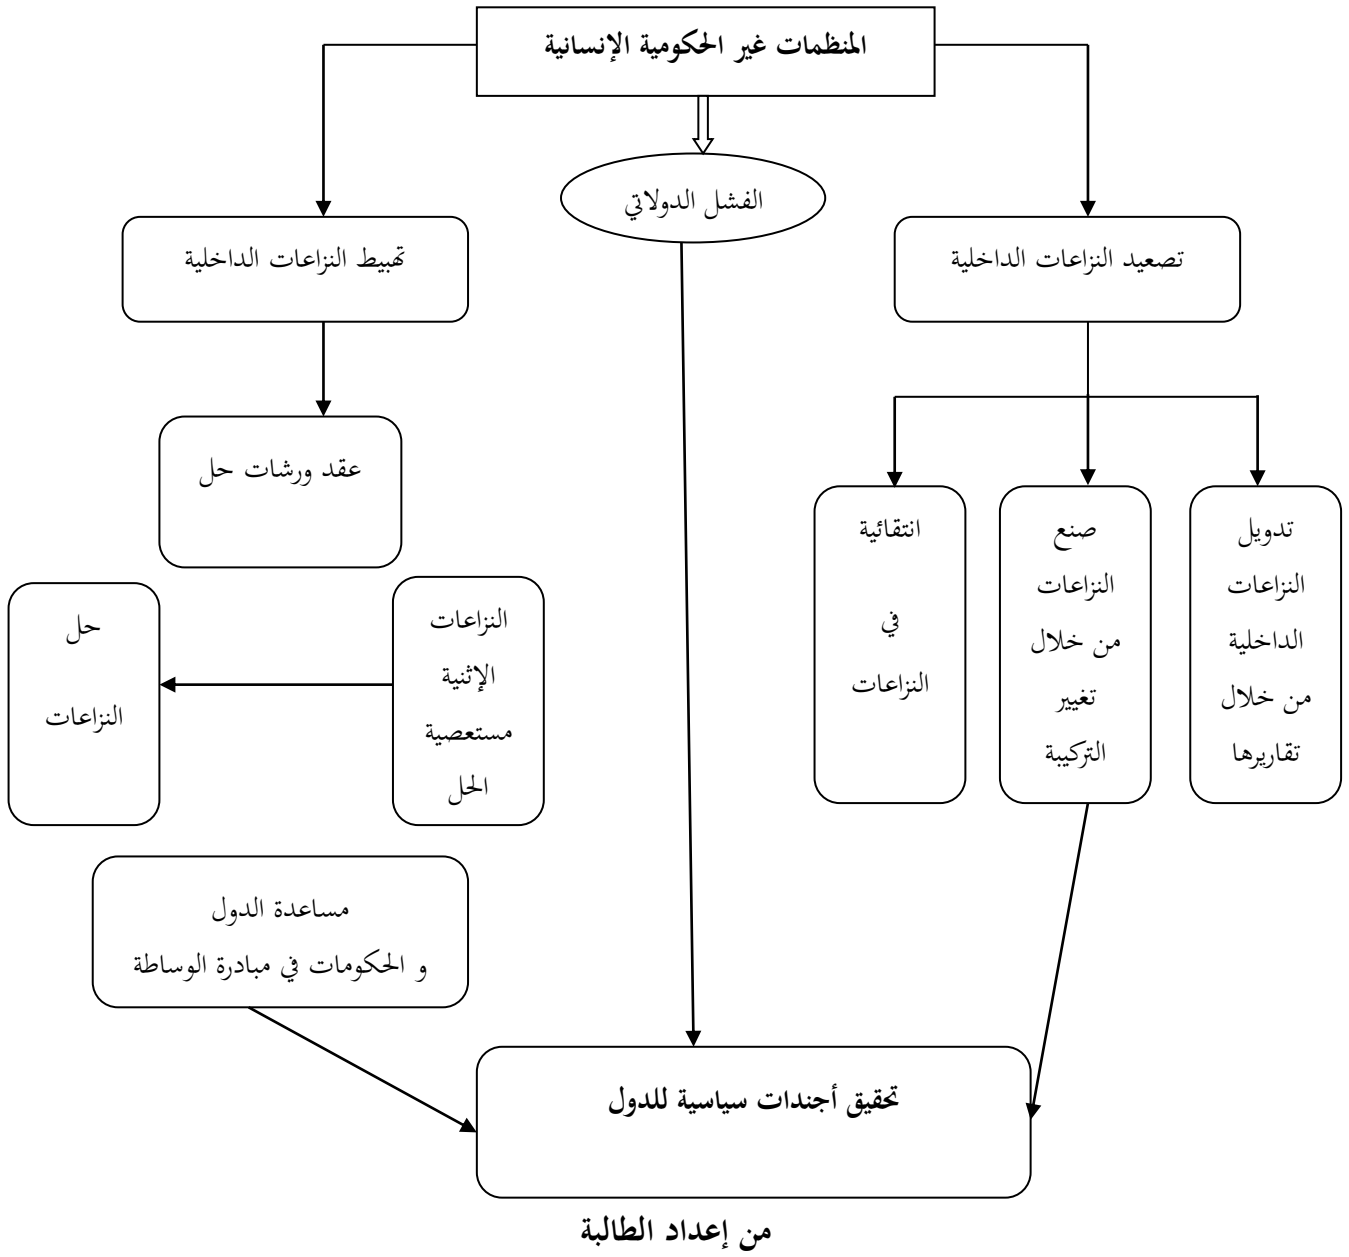 المنظمات غير الحكومية الإنسانية
الفشل الدولاتي
تصعيد النزاعات الداخلية
تهبيط النزاعات الداخلية
عقد ورشات حل
تدويل
النزاعات
الداخلية
من خلال
تقاريرها
صنع
النزاعات
من خلال
تغيير
التركيبة
انتقائية
في
النزاعات
النزاعات
الإثنية
مستعصية
الحل
حل
النزاعات
مساعدة الدول
و الحكومات في مبادرة الوساطة
تحقيق أجندات سياسية للدول
من إعداد الطالبة